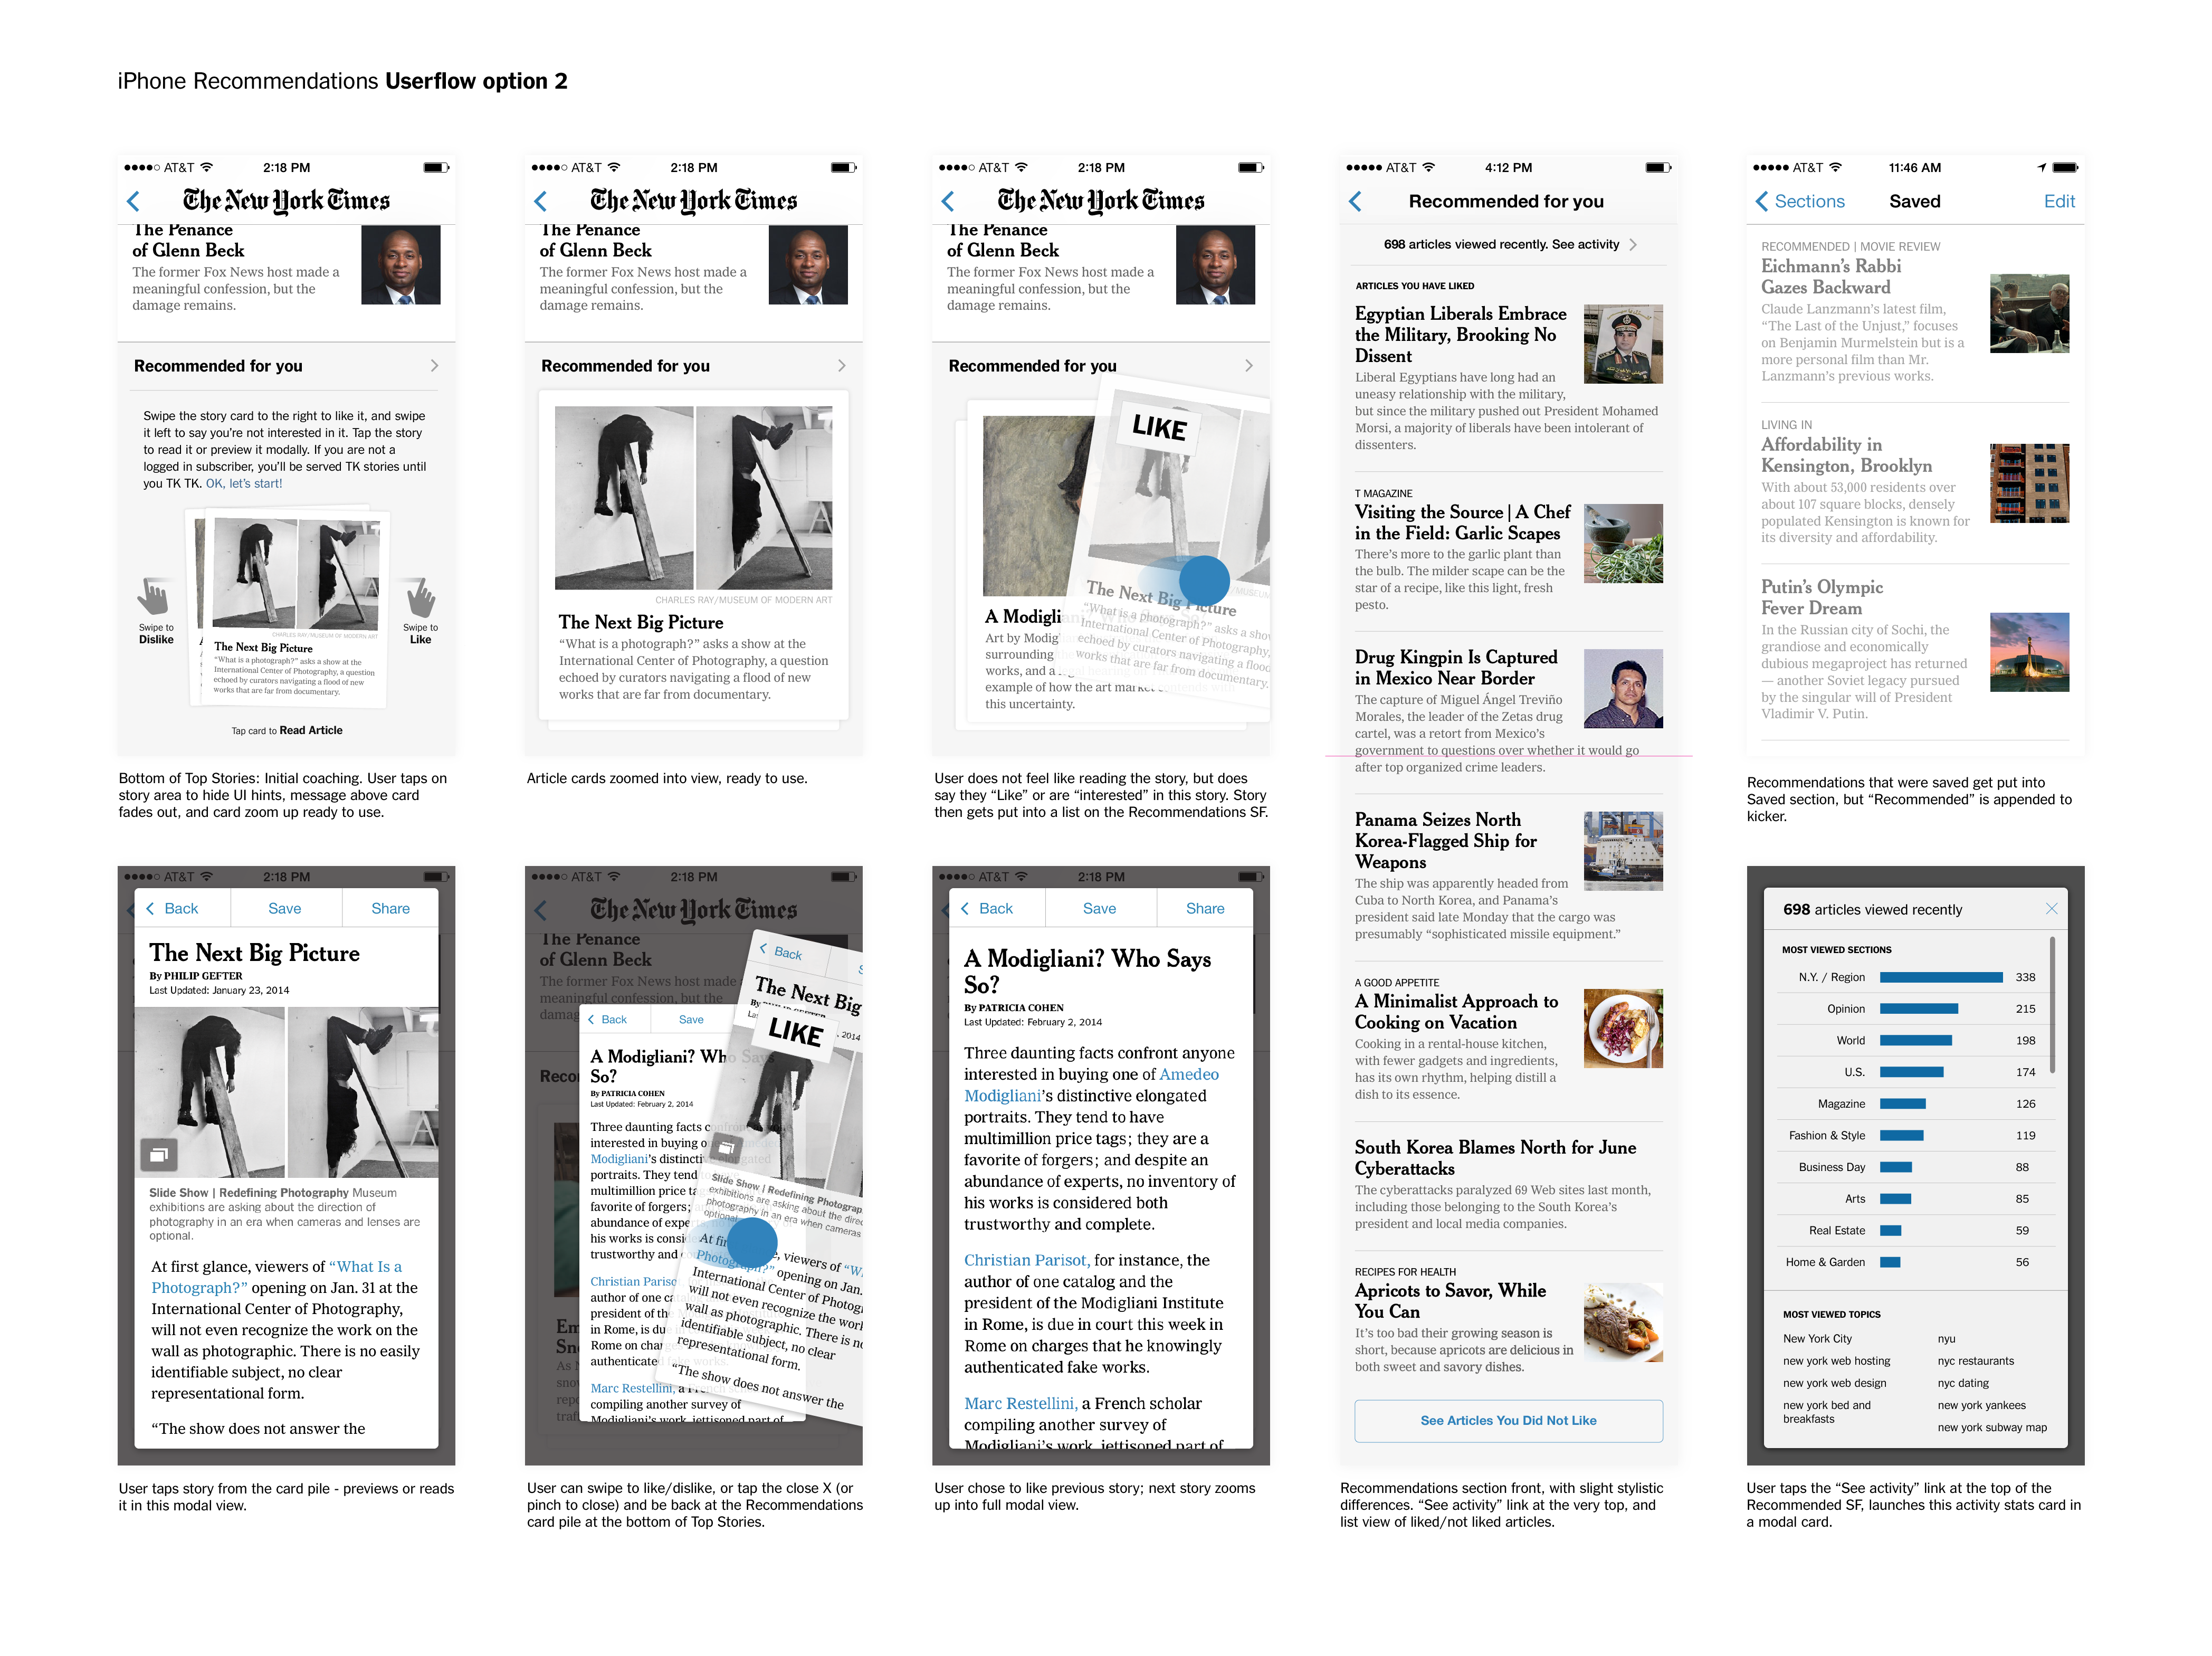 iPhone Recommendations Userflow option 2
AT&T 2:18 PM
The New York Times
The Penance
of Glenn Beck
The former Fox News host made a
meaningful confession, but the
damage remains.
Recommended for you
Swipe the story card to the right to like it, and swipe
it left to say you're not interested in it. Tap the story
to read it or preview it modally. If you are not a
logged in subscriber, you'll be served TK stories until
you TK TK. OK, let's start!
CHARLES RAY/MUSEUM OF MODERN ART
The Next Big Picture
"What is a photograph?" asks a show at the
International Center of Photography, a question
echoed by curators navigating a flood of new
works that are far from documentary.
Swipe to
Dislike
Swipe to
Like
Tap card to Read Article
Bottom of Top Stories: Initial coaching. User taps on
story area to hide UI hints, message above card
fades out, and card zoom up ready to use.
AT&T 2:18 PM
The New York Times
The Penance
of Glenn Beck
The former Fox News host made a
meaningful confession, but the
damage remains.
Recommended for you
CHARLES RAY/MUSEUM OF MODERN ART
The Next Big Picture
"What is a photograph?" asks a show at the
International Center of Photography, a question
echoed by curators navigating a flood of new
works that are far from documentary.
Article cards zoomed into view, ready to use.
AT&T 2:18 PM
The New York Times
The Penance
of Glenn Beck
The former Fox News host made a
meaningful confession, but the
damage remains.
Recommended for you
LIKE
The Next Big Picture
"What is a photograph?" asks a show
International Center of Photography,
echoed by curators navigating a flood
works that are far from documentary.
A Modigliani
Art by
surrounding
works, and a
example of how the art market contends with
this uncertainty.
User does not feel like reading the story, but does
say they "Like" or are "interested" in this story. Story
then gets put into a list on the Recommendations SF.
AT&T 4:12 PM
Recommended for you
698 articles viewed recently. See activity
ARTICLES YOU HAVE LIKED
Egyptian Liberals Embrace
the Military, Brooking No
Dissent
Liberal Egyptians have long had an
uneasy relationship with the military,
but since the military pushed out President Mohamed
Morsi, a majority of liberals have been intolerant of
dissenters.
T MAGAZINE
Visiting the Source | A Chef
in the Field: Garlic Scapes
There's more to the garlic plant than
the bulb. The milder scape can be the
star of a recipe, like this light, fresh
pesto.
Drug Kingpin Is Captured
in Mexico Near Border
The capture of Miguel Ángel Treviño
Morales, the leader of the Zetas drug
cartel, was a retort from Mexico's
government to questions over whether it would go
after top organized crime leaders.
Panama Seizes North
Korea-Flagged Ship for
Weapons
The ship was apparently headed from
Cuba to North Korea, and Panama's
president said late Monday that the cargo was
presumably "sophisticated missile equipment."
A GOOD APPETITE
A Minimalist Approach to
Cooking on Vacation
Cooking in a rental-house kitchen,
with fewer gadgets and ingredients,
has its own rhythm, helping distill a
dish to its essence.
South Korea Blames North for June
Cyberattacks
The cyberattacks paralyzed 69 Web sites last month,
including those belonging to the South Korea's
president and local media companies.
RECIPES FOR HEALTH
Apricots to Savor, While
You Can
It's too bad their growing season is
short, because apricots are delicious in
both sweet and savory dishes.
See Articles You Did Not Like
Recommendations section front, with slight stylistic
differences. "See activity" link at the very top, and
list view of liked/not liked articles.
AT&T 11:46 AM
Sections Saved Edit
RECOMMENDED | MOVIE REVIEW
Eichmann's Rabbi
Gazes Backward
Claude Lanzmann's latest film,
"The Last of the Unjust," focuses
on Benjamin Murmelstein but is a
more personal film than Mr.
Lanzmann's previous works.
LIVING IN
Affordability in
Kensington, Brooklyn
With about 53,000 residents over
about 107 square blocks, densely
populated Kensington is known for
its diversity and affordability.
Putin's Olympic
Fever Dream
In the Russian city of Sochi, the
grandiose and economically
dubious megaproject has returned
— another Soviet legacy pursued
by the singular will of President
Vladimir V. Putin.
Recommendations that were saved get put into
Saved section, but "Recommended" is appended to
kicker.
AT&T 2:18 PM
Back Save Share
The Next Big Picture
By PHILIP GEFTER
Last Updated: January 23, 2014
Slide Show | Redefining Photography Museum
exhibitions are asking about the direction of
photography in an era when cameras and lenses are
optional.
At first glance, viewers of "What Is a
Photograph?" opening on Jan. 31 at the
International Center of Photography,
will not even recognize the work on the
wall as photographic. There is no easily
identifiable subject, no clear
representational form.
"The show does not answer the
User taps story from the card pile - previews or reads
it in this modal view.
AT&T 2:18 PM
The New York Times
The Penance
of Glenn Beck
The former Fox News host made a
meaningful confession, but the
damage remains.
Back Save
A Modigliani? Who Says
So?
By PATRICIA COHEN
Last Updated: February 2, 2014
Three daunting facts
interested in buying
Modigliani's distinctive elongated
portraits. They tend
multimillion price
favorite of forgers;
abundance of
his works is
trustworthy and
Christian Parisot
author of one
president of the
in Rome, is due
Rome on
authenticated fake works.
Marc Restellini, a French
compiling another survey of
Modigliani's work, jettisoned part of
Back
The Next Big
LIKE
Slide Show | Redefining
exhibitions are asking about the
photography in an era when cameras
optional.
viewers of
opening on Jan.
International Center of
will not even recognize the
wall as photographic. There is
identifiable subject, no clear
representational form.
"The show does not answer the
User can swipe to like/dislike, or tap the close X (or
pinch to close) and be back at the Recommendations
card pile at the bottom of Top Stories.
AT&T 2:18 PM
Back Save Share
A Modigliani? Who Says
So?
By PATRICIA COHEN
Last Updated: February 2, 2014
Three daunting facts confront anyone
interested in buying one of Amedeo
Modigliani's distinctive elongated
portraits. They tend to have
multimillion price tags; they are a
favorite of forgers; and despite an
abundance of experts, no inventory of
his works is considered both
trustworthy and complete.
Christian Parisot, for instance, the
author of one catalog and the
president of the Modigliani Institute
in Rome, is due in court this week in
Rome on charges that he knowingly
authenticated fake works.
Marc Restellini, a French scholar
compiling another survey of
Modigliani's work, jettisoned part of
User chose to like previous story; next story zooms
up into full modal view.
698 articles viewed recently
MOST VIEWED SECTIONS
N.Y. / Region 338
Opinion 215
World 198
U.S. 174
Magazine 126
Fashion & Style 119
Business Day 88
Arts 85
Real Estate 59
Home & Garden 56
MOST VIEWED TOPICS
New York City
new york web hosting
new york web design
new york bed and
breakfasts
nyu
nyc restaurants
nyc dating
new york yankees
new york subway map
User taps the "See activity" link at the top of the
Recommended SF, launches this activity stats card in
a modal card.